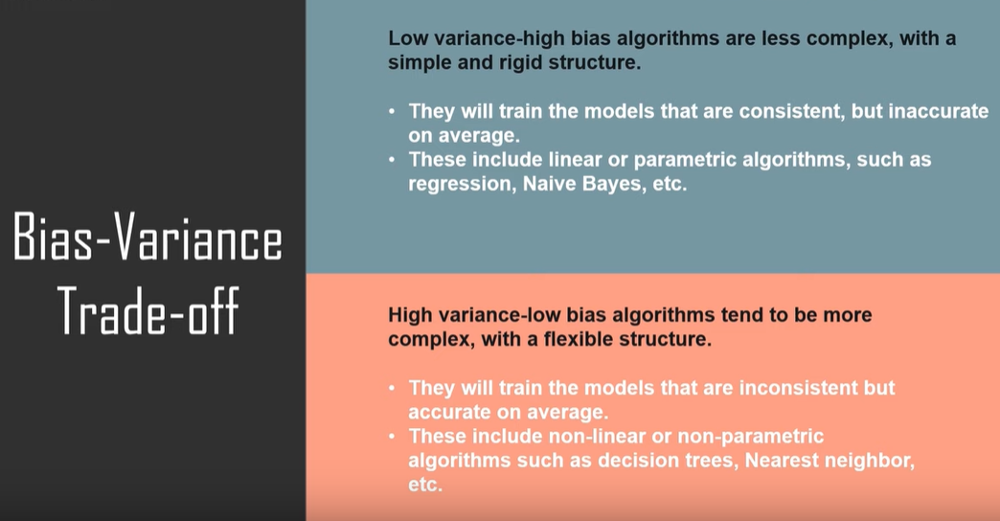 Bias-Variance
Trade-off
Low variance-high bias algorithms are less complex, with a
simple and rigid structure.
• They will train the models that are consistent, but inaccurate
on average.
• These include linear or parametric algorithms, such as
regression, Naive Bayes, etc.
High variance-low bias algorithms tend to be more
complex, with a flexible structure.
• They will train the models that are inconsistent but
accurate on average.
• These include non-linear or non-parametric
algorithms such as decision trees, Nearest neighbor,
etc.